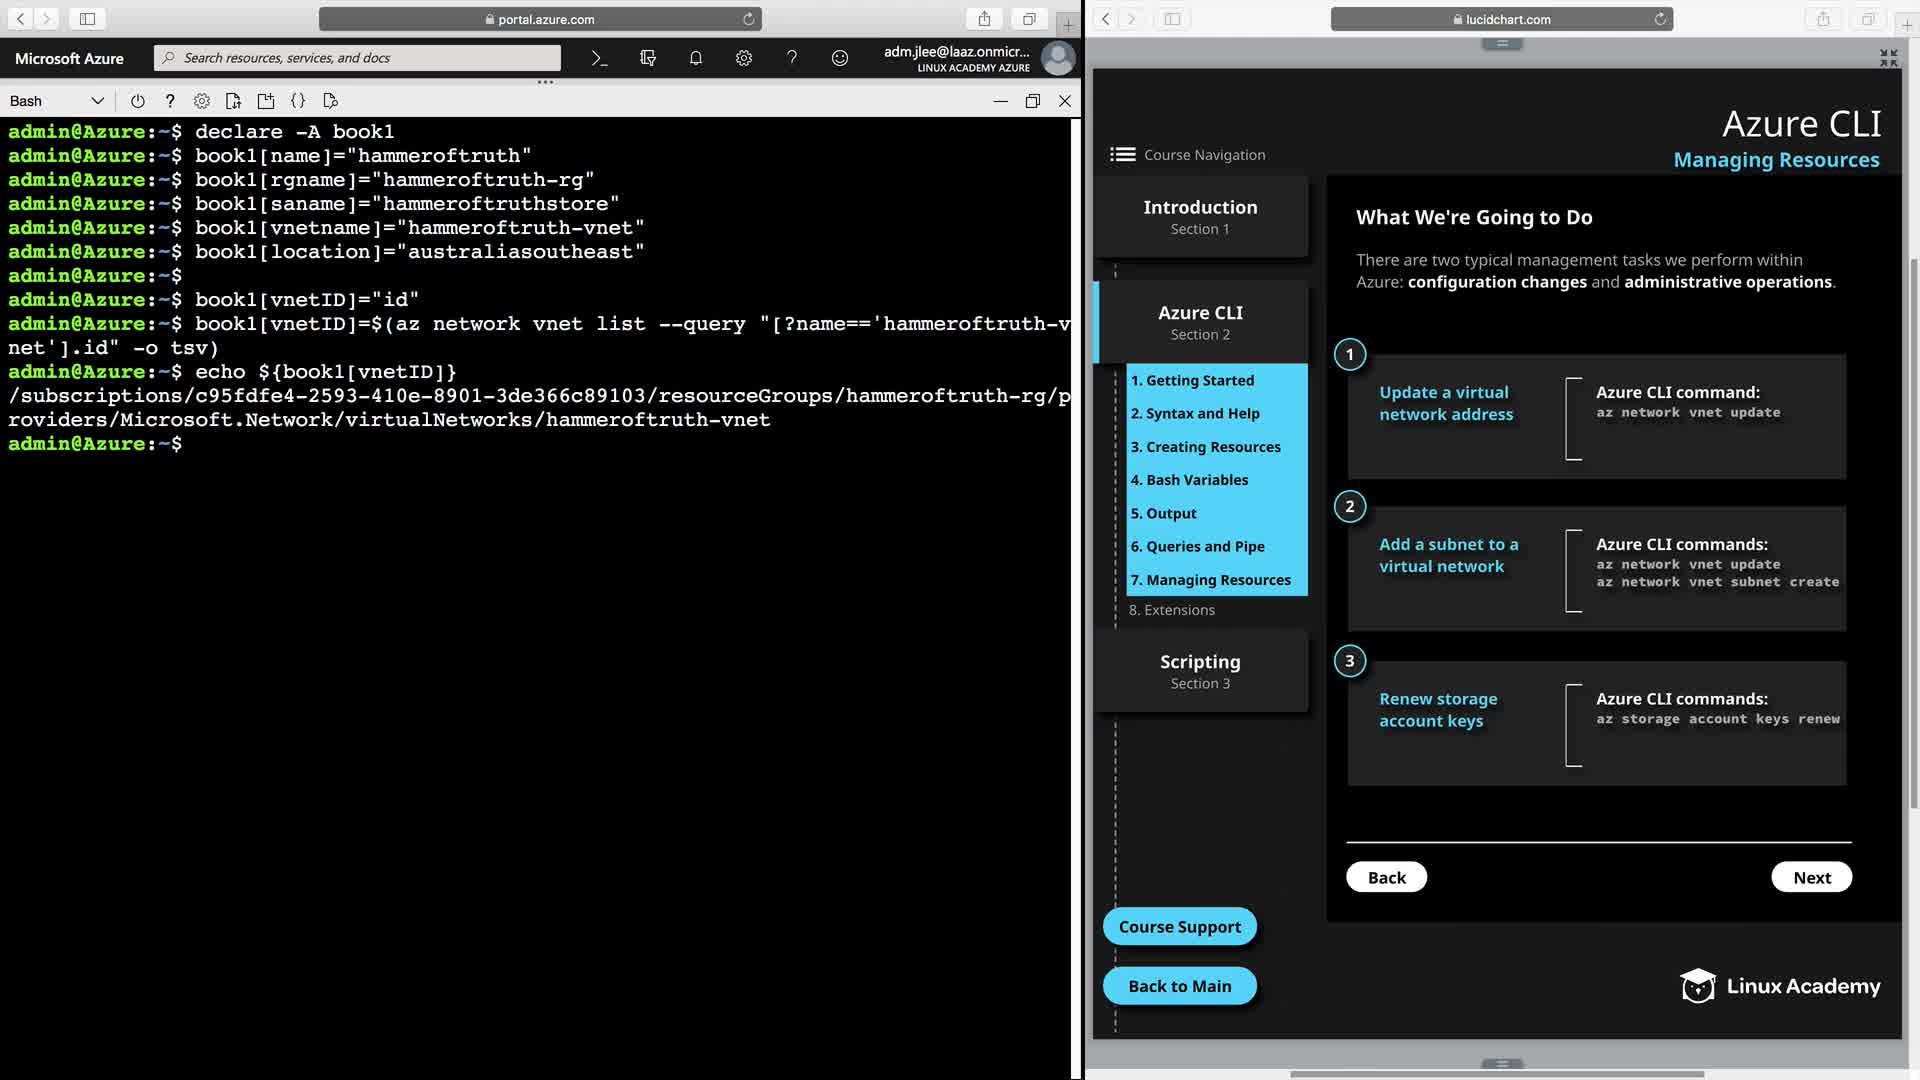 portal.azure.com
Microsoft Azure
Search resources, services, and docs
adm.jlee@laaz.onmicr...
LINUX ACADEMY AZURE
Bash
admin@Azure:~$ declare -A book1
admin@Azure:~$ book1[name]="hammeroftruth"
admin@Azure:~$ book1[rgname]="hammeroftruth-rg"
admin@Azure:~$ book1[saname]="hammeroftruthstore"
admin@Azure:~$ book1[vnetname]="hammeroftruth-vnet"
admin@Azure:~$ book1[location]="australiasoutheast"
admin@Azure:~$
admin@Azure:~$ book1[vnetID]="id"
admin@Azure:~$ book1[vnetID]=$(az network vnet list --query "[?name=='hammeroftruth-v
net'].id" -o tsv)
admin@Azure:~$ echo ${book1[vnetID]}
/subscriptions/c95fdfe4-2593-410e-8901-3de366c89103/resourceGroups/hammeroftruth-rg/p
roviders/Microsoft.Network/virtualNetworks/hammeroftruth-vnet
admin@Azure:~$
lucidchart.com
Azure CLI
Managing Resources
Course Navigation
Introduction
Section 1
Azure CLI
Section 2
1. Getting Started
2. Syntax and Help
3. Creating Resources
4. Bash Variables
5. Output
6. Queries and Pipe
7. Managing Resources
8. Extensions
Scripting
Section 3
Course Support
Back to Main
What We're Going to Do
There are two typical management tasks we perform within
Azure: configuration changes and administrative operations.
1
Update a virtual
network address
Azure CLI command:
az network vnet update
2
Add a subnet to a
virtual network
Azure CLI commands:
az network vnet update
az network vnet subnet create
3
Renew storage
account keys
Azure CLI commands:
az storage account keys renew
Back
Next
Linux Academy